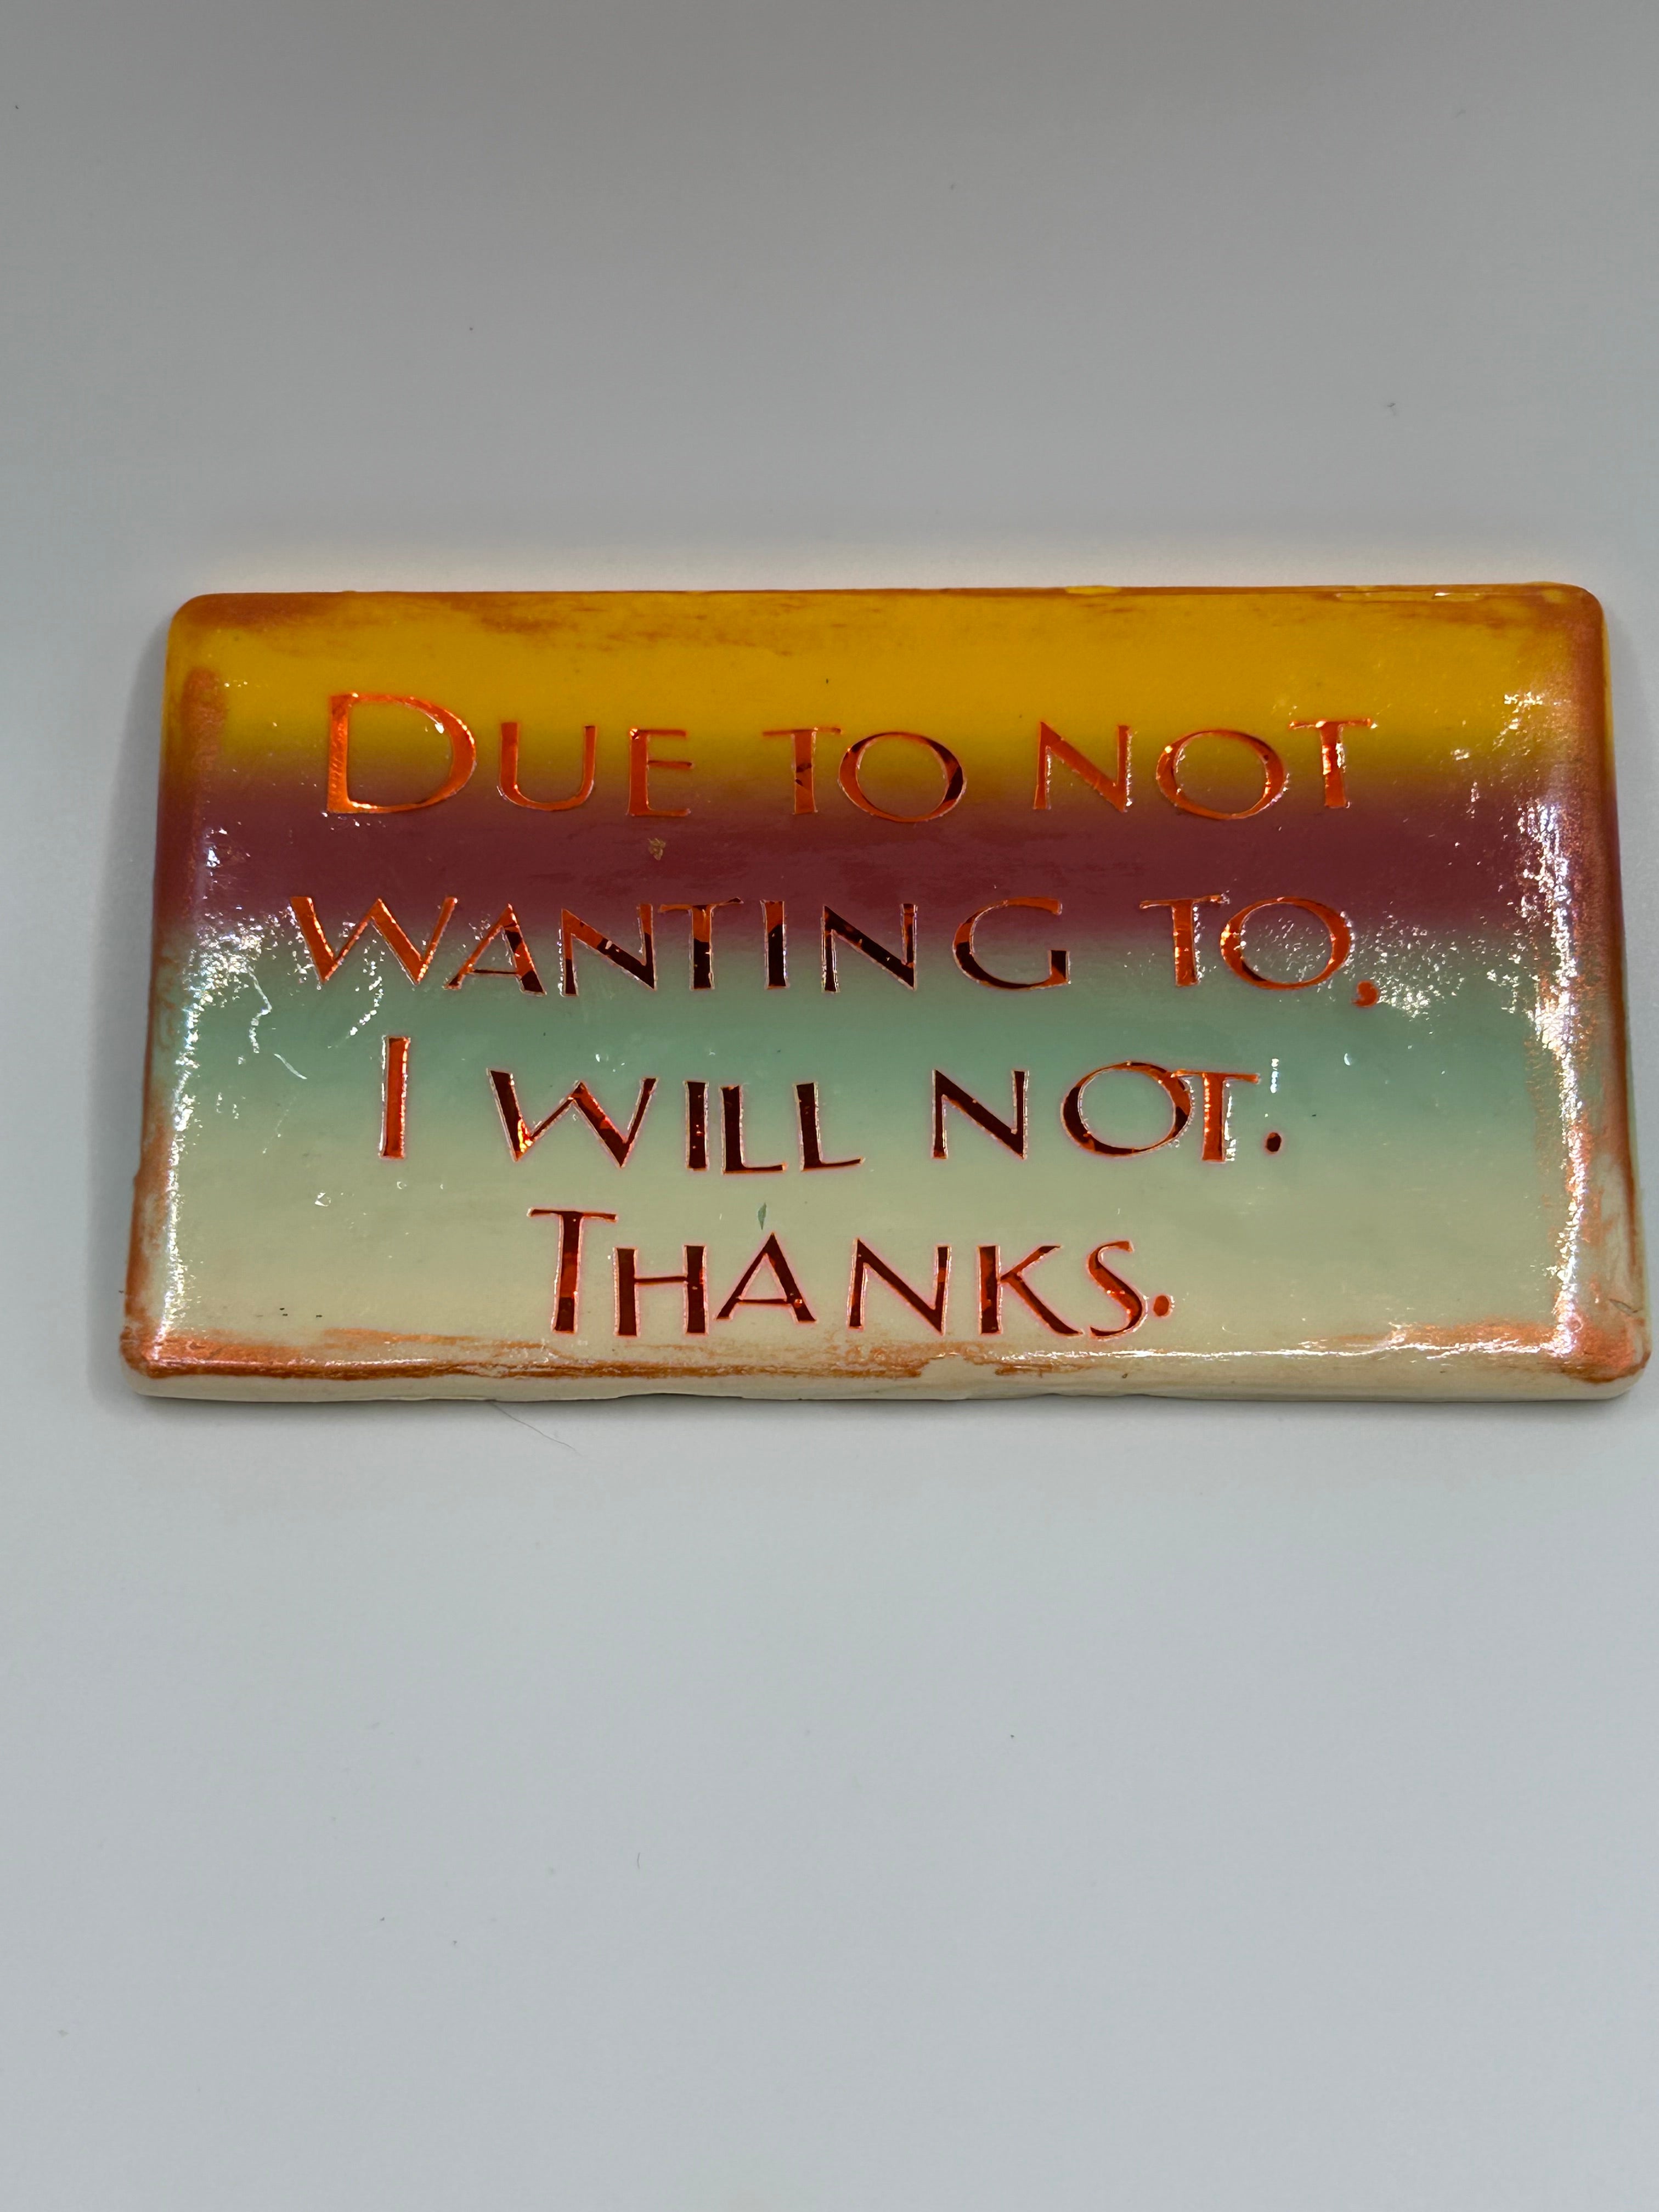 Due to not
wanting to,
I will not.
Thanks.